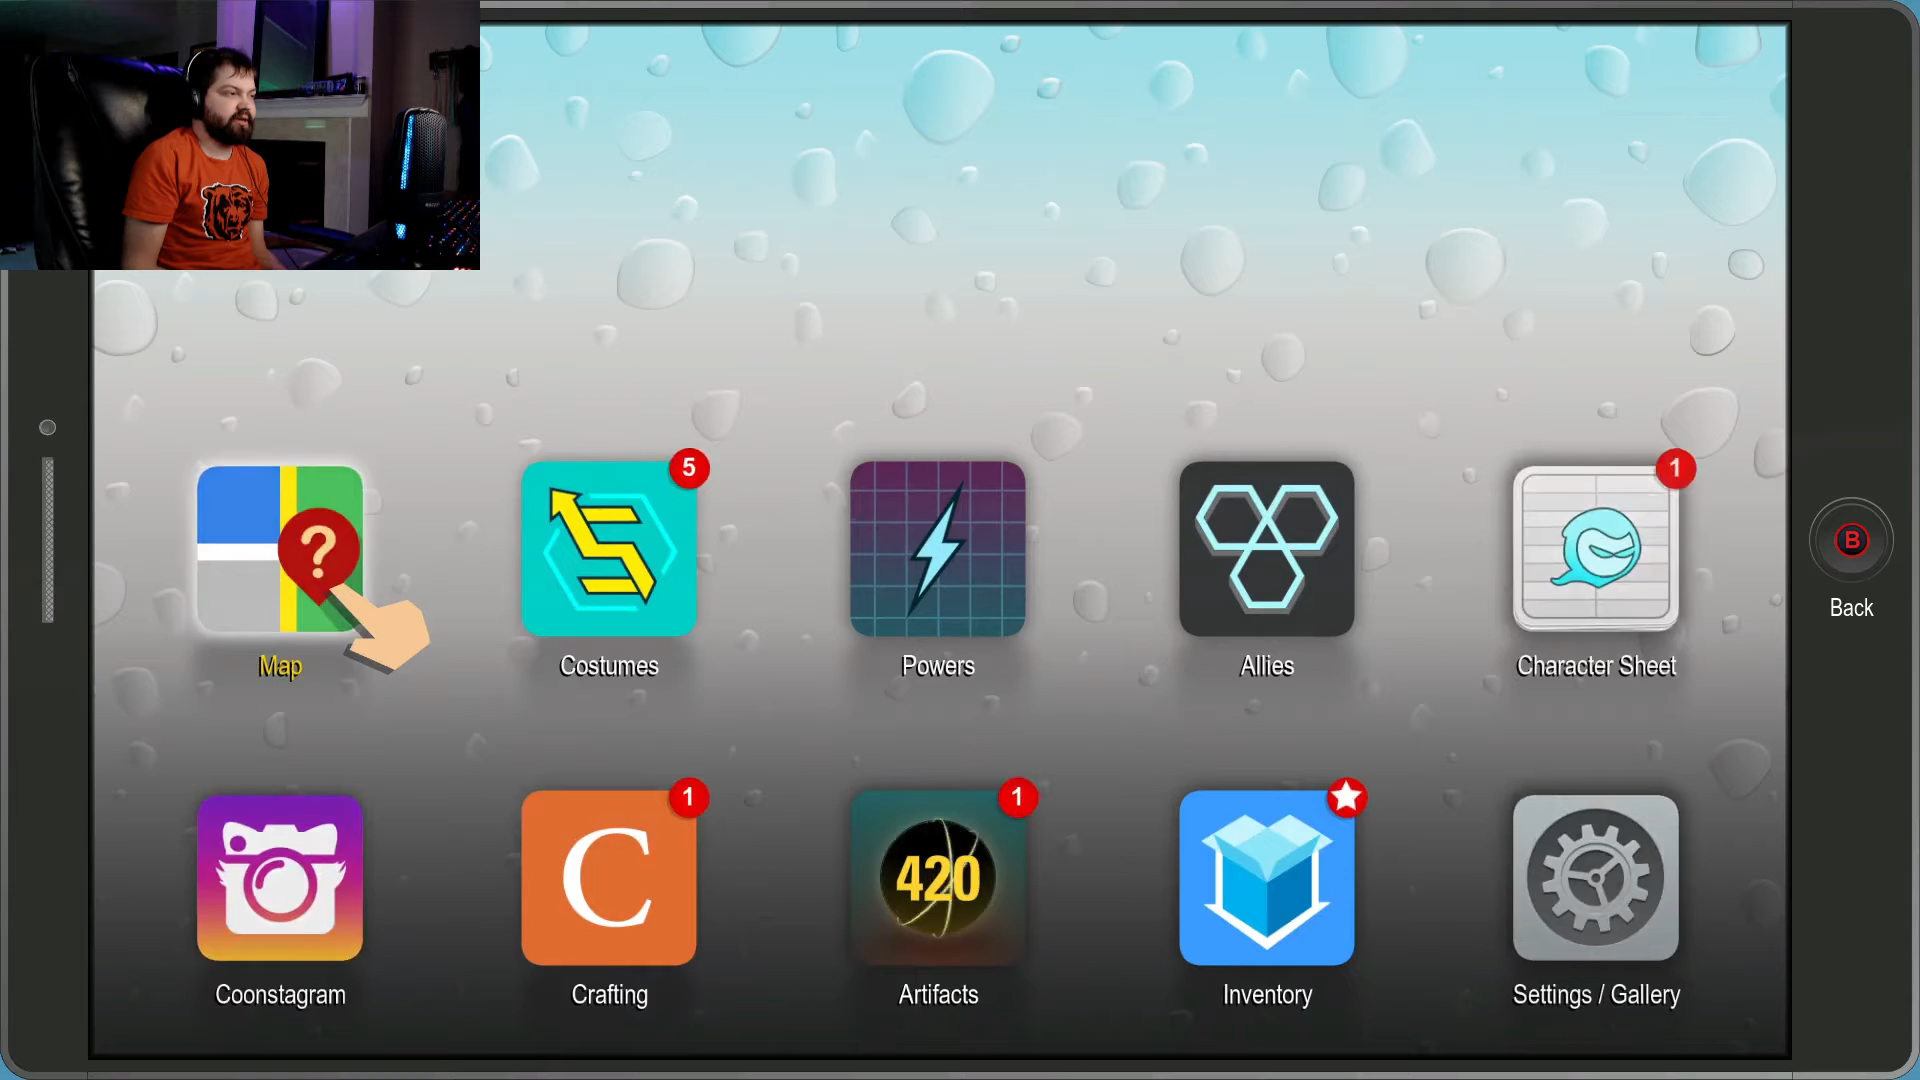 5
1
?
B
Back
Map
Costumes
Powers
Allies
Character Sheet
1
1
C
420
Coonstagram
Crafting
Artifacts
Inventory
Settings / Gallery